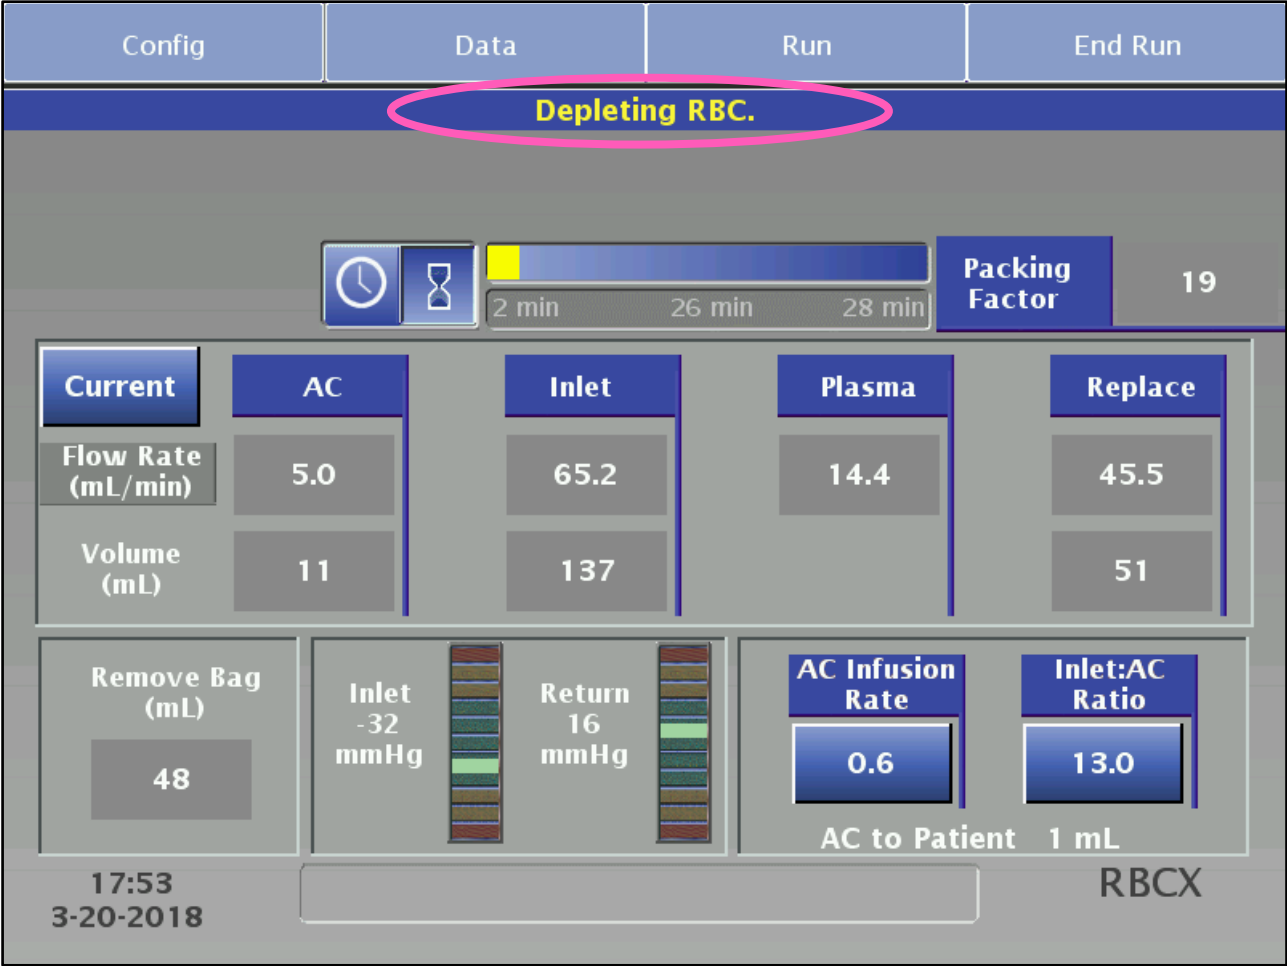 Config Data Run End Run
Depleting RBC.
2 min 26 min 28 min
Packing
Factor
19
Current AC Inlet Plasma Replace
Flow Rate
(mL/min)
5.0 65.2 14.4 45.5
Volume
(mL)
11 137 51
Remove Bag
(mL)
48
Inlet
-32
mmHg
Return
16
mmHg
AC Infusion
Rate
0.6
Inlet:AC
Ratio
13.0
AC to Patient 1 mL
17:53
3-20-2018
RBCX